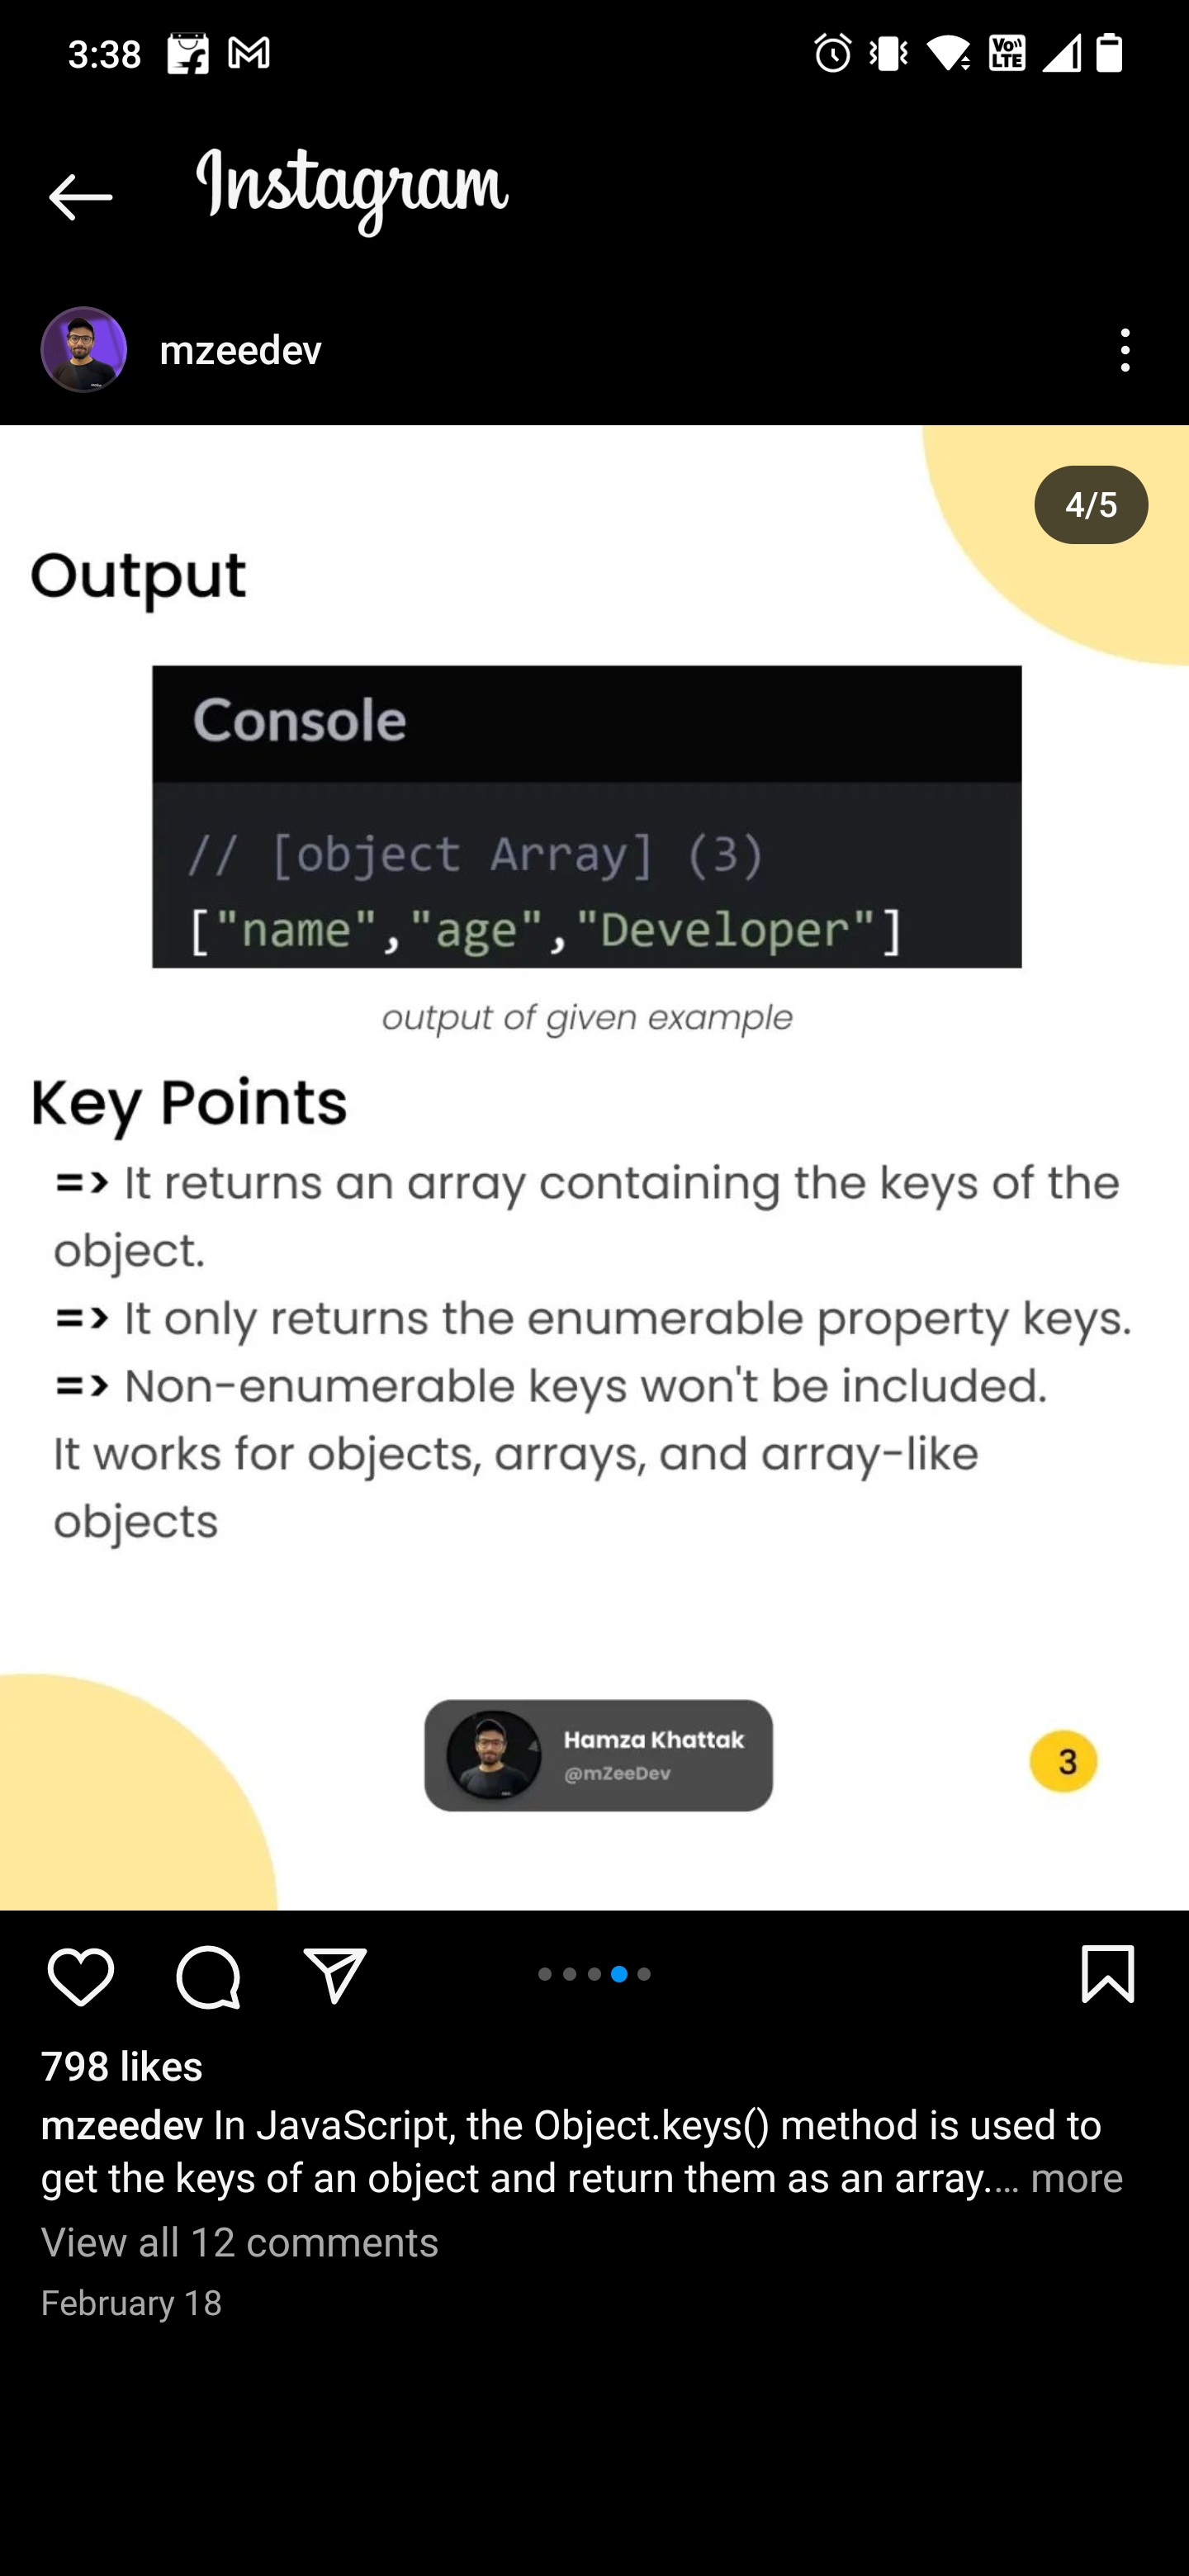 3:38
Vo)) LTE
Instagram
mzeedev
4/5
Output
Console
// [object Array] (3)
["name","age","Developer"]
output of given example
Key Points
=> It returns an array containing the keys of the
object.
=> It only returns the enumerable property keys.
=> Non-enumerable keys won't be included.
It works for objects, arrays, and array-like
objects
Hamza Khattak
@mZeeDev
3
798 likes
mzeedev In JavaScript, the Object.keys() method is used to
get the keys of an object and return them as an array.... more
View all 12 comments
February 18